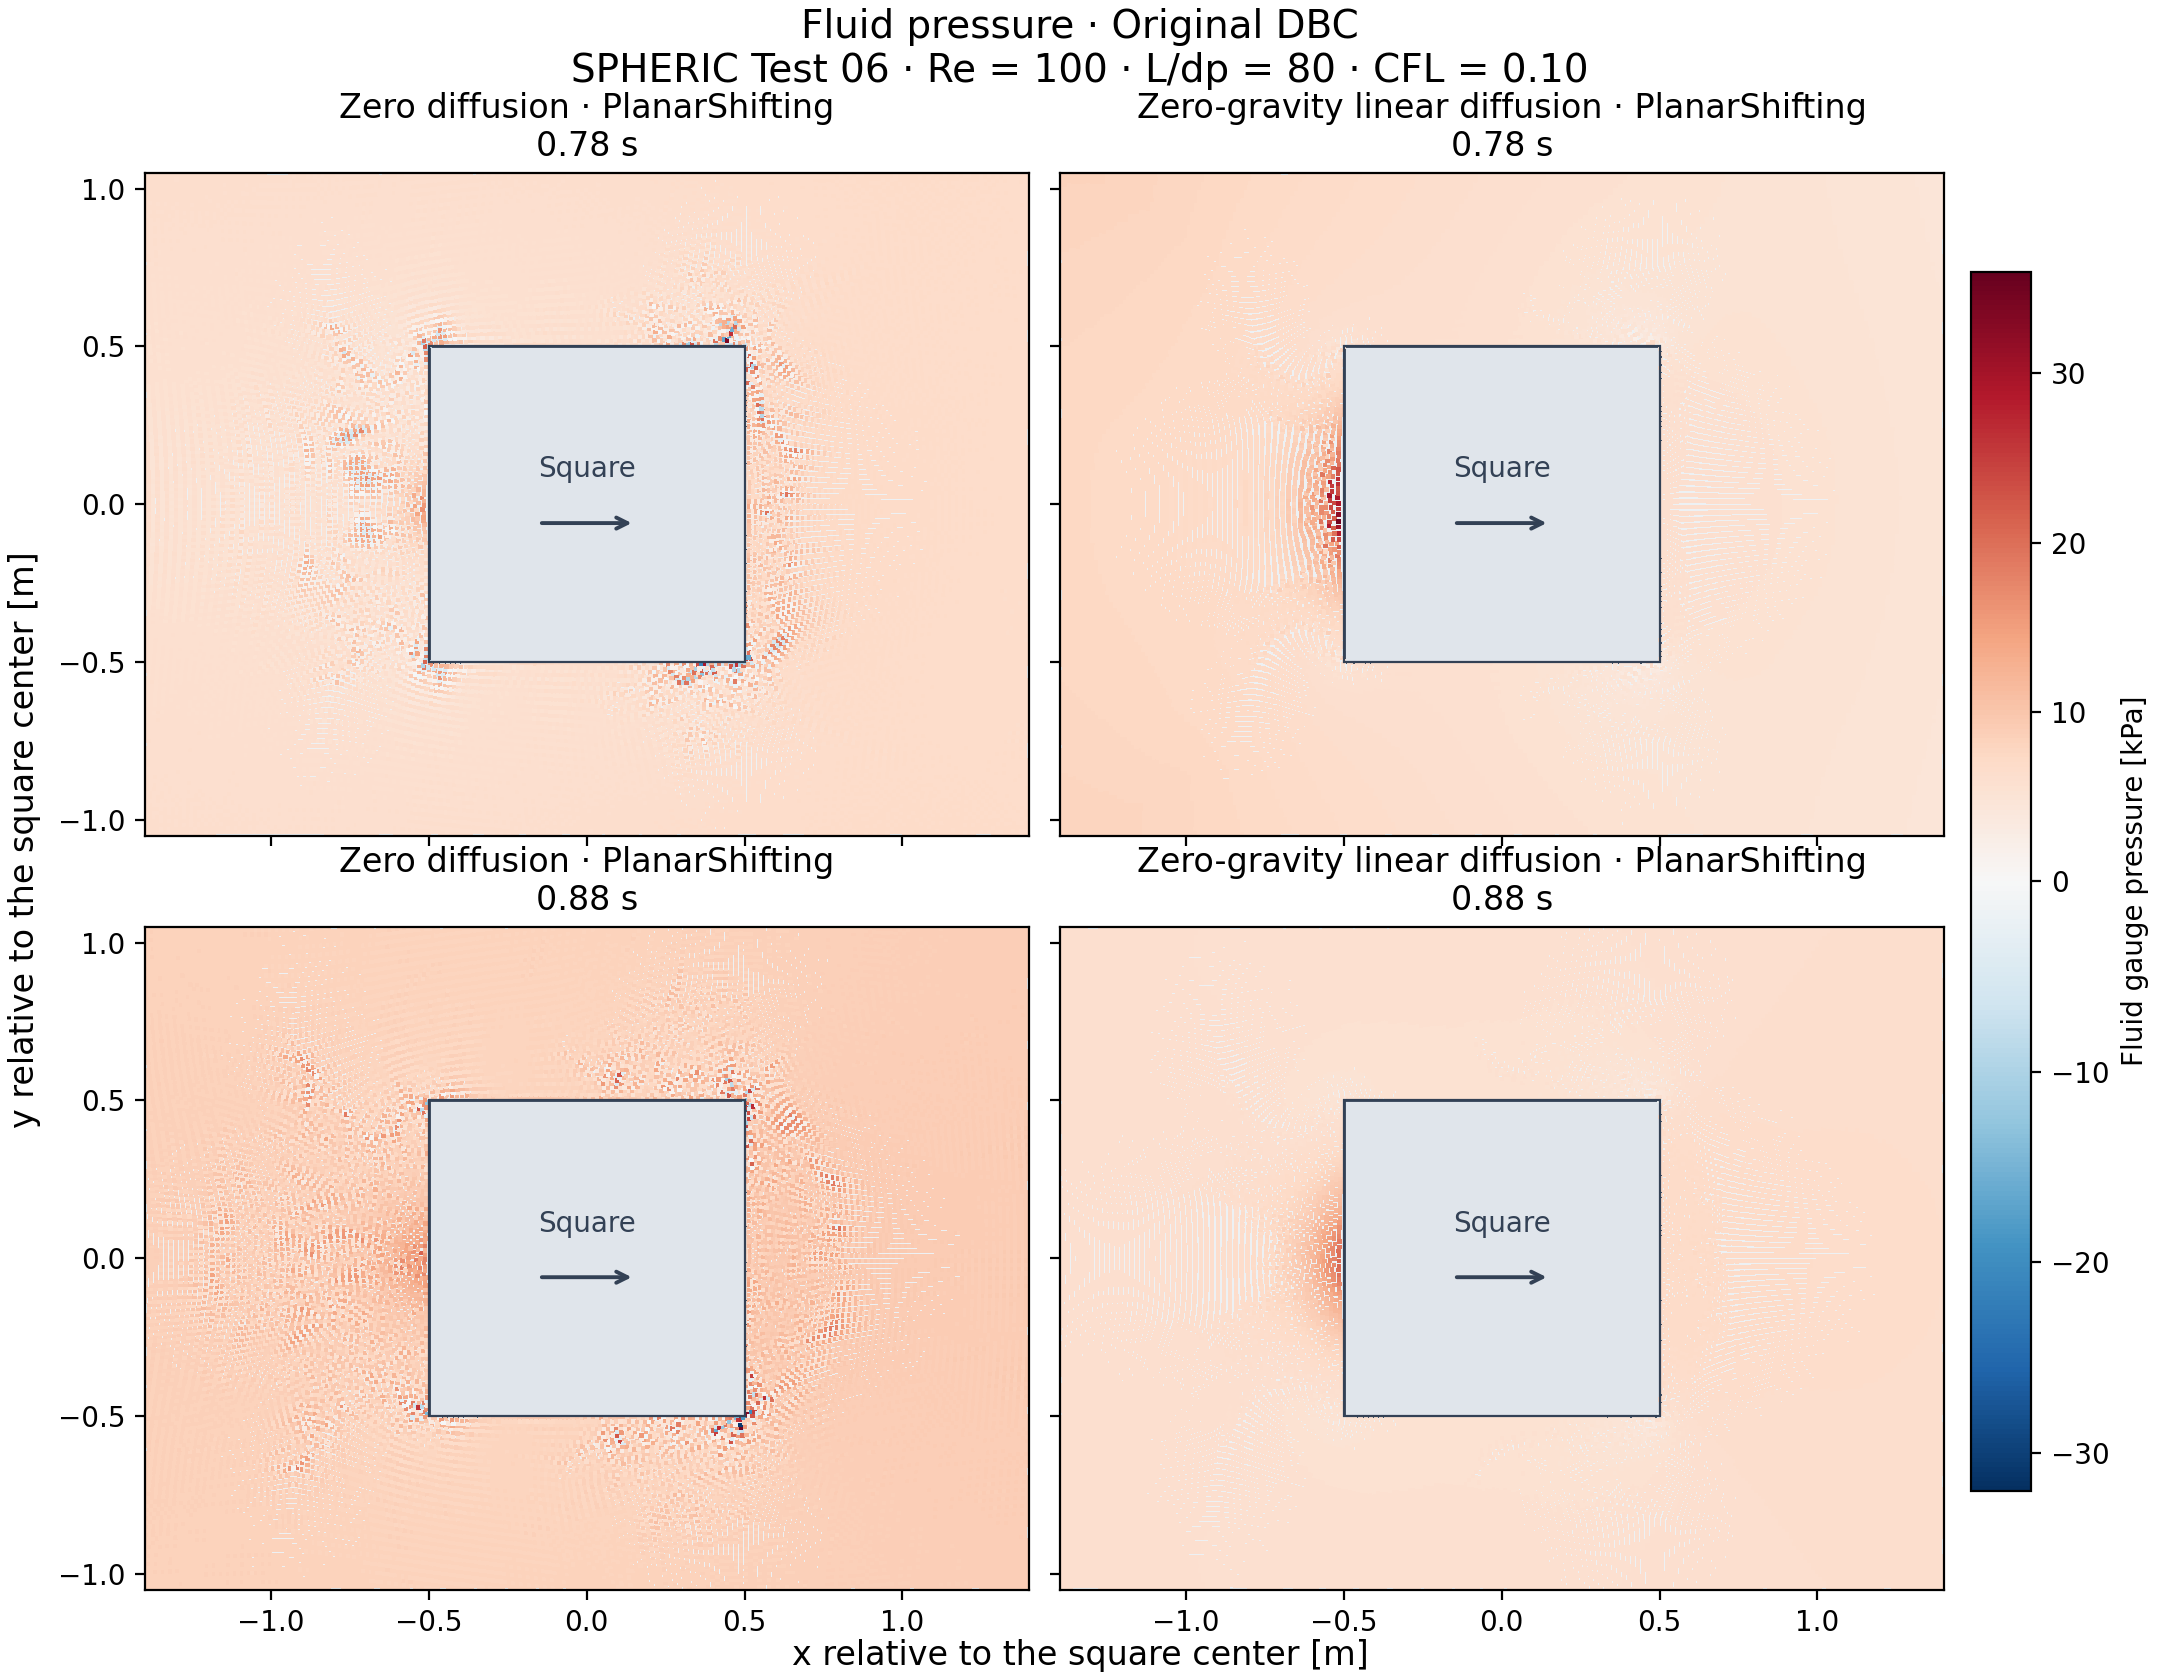 Fluid pressure · Original DBC
SPHERIC Test 06 · Re = 100 · L/dp = 80 · CFL = 0.10
Zero diffusion · PlanarShifting
0.78 s
Zero-gravity linear diffusion · PlanarShifting
0.78 s
1.0
0.5
0.0
−0.5
−1.0
Square
Square
Zero diffusion · PlanarShifting
0.88 s
Zero-gravity linear diffusion · PlanarShifting
0.88 s
1.0
0.5
0.0
−0.5
−1.0
Square
Square
−1.0
−0.5
0.0
0.5
1.0
−1.0
−0.5
0.0
0.5
1.0
x relative to the square center [m]
y relative to the square center [m]
30
20
10
0
−10
−20
−30
Fluid gauge pressure [kPa]